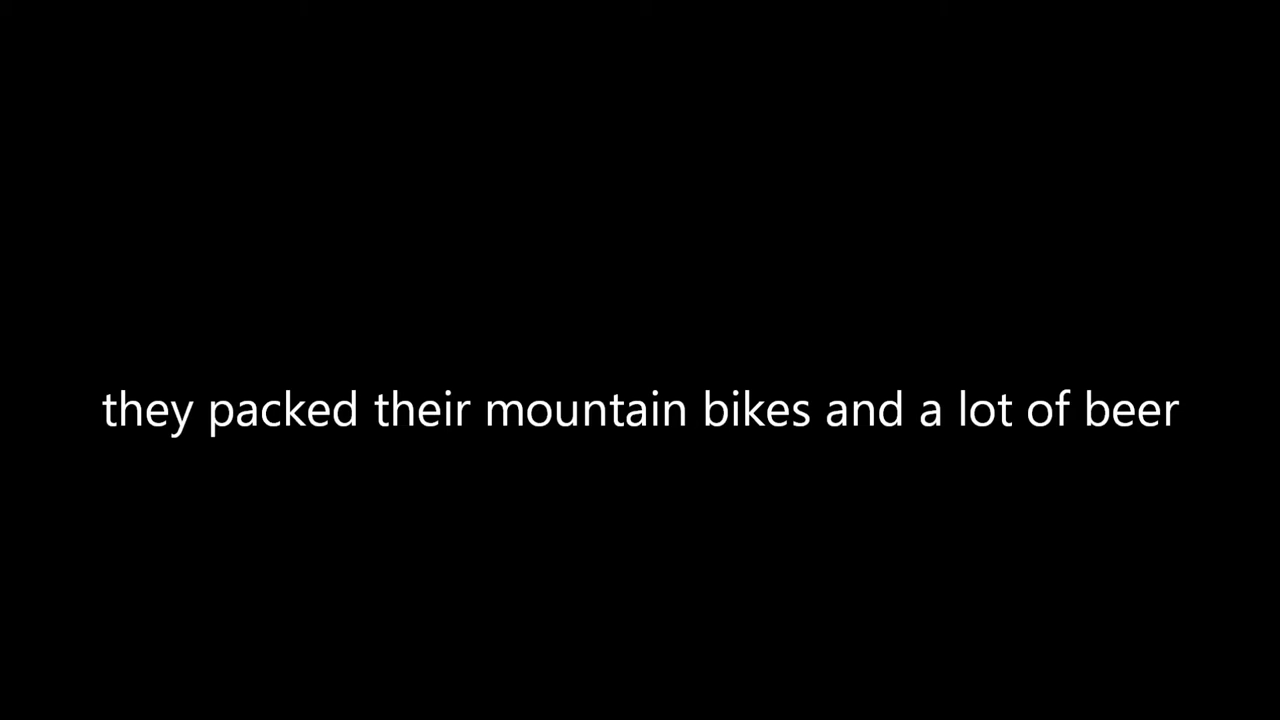 they packed their mountain bikes and a lot of beer